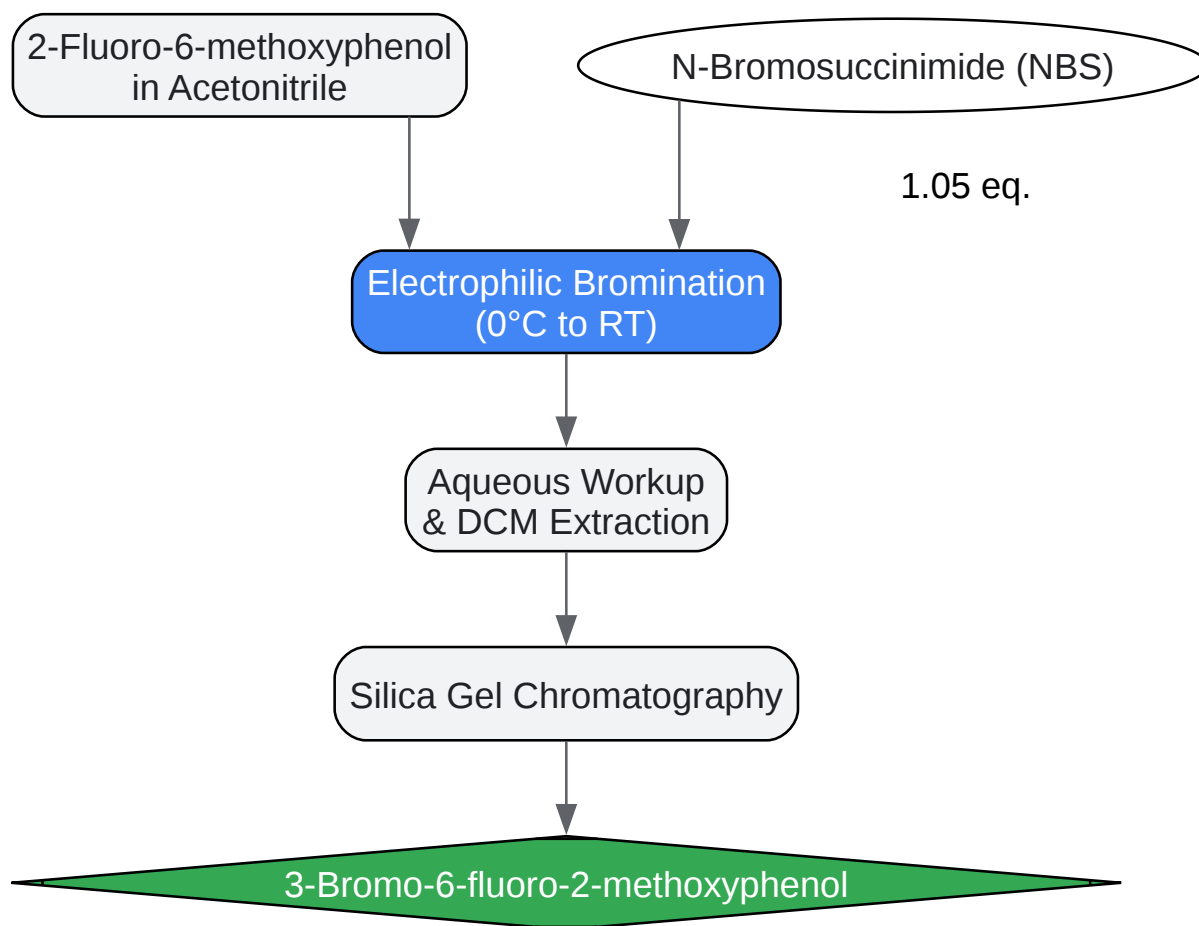 2-Fluoro-6-methoxyphenol
in Acetonitrile
N-Bromosuccinimide (NBS)
1.05 eq.
Electrophilic Bromination
(0°C to RT)
Aqueous Workup
& DCM Extraction
Silica Gel Chromatography
3-Bromo-6-fluoro-2-methoxyphenol